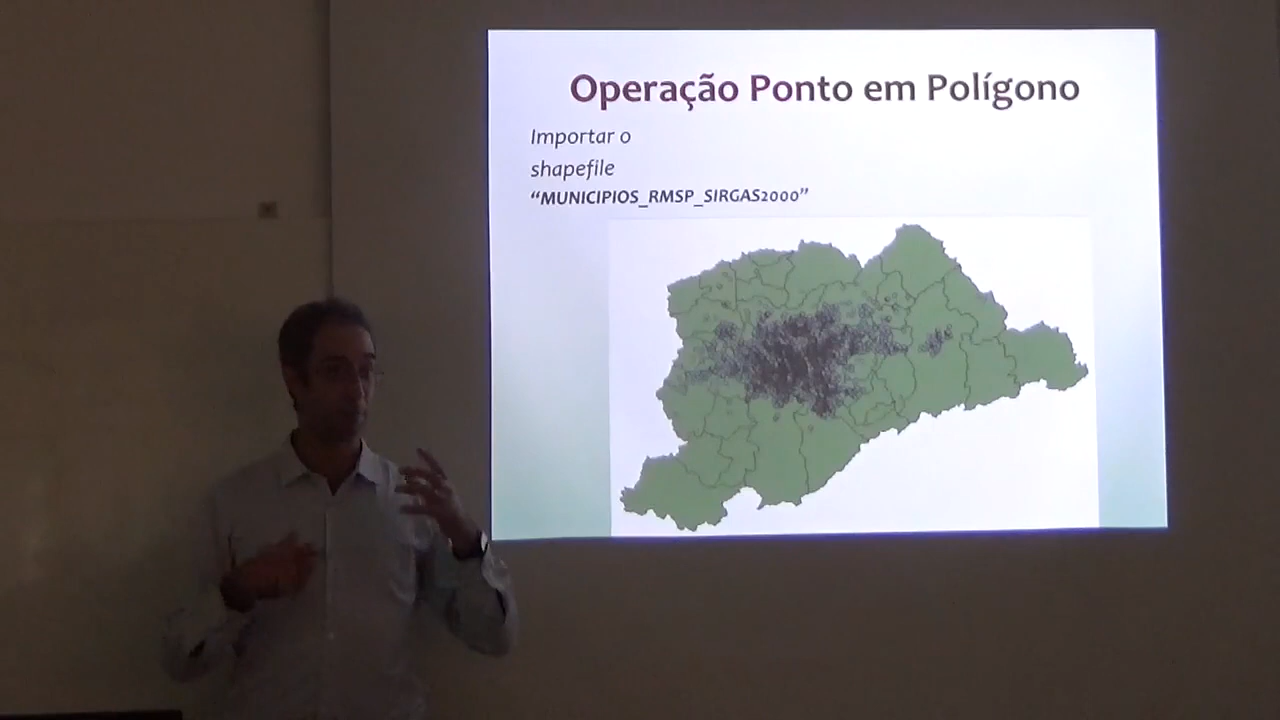 Operação Ponto em Polígono
Importar o
shapefile
“MUNICIPIOS_RMSP_SIRGAS2000”